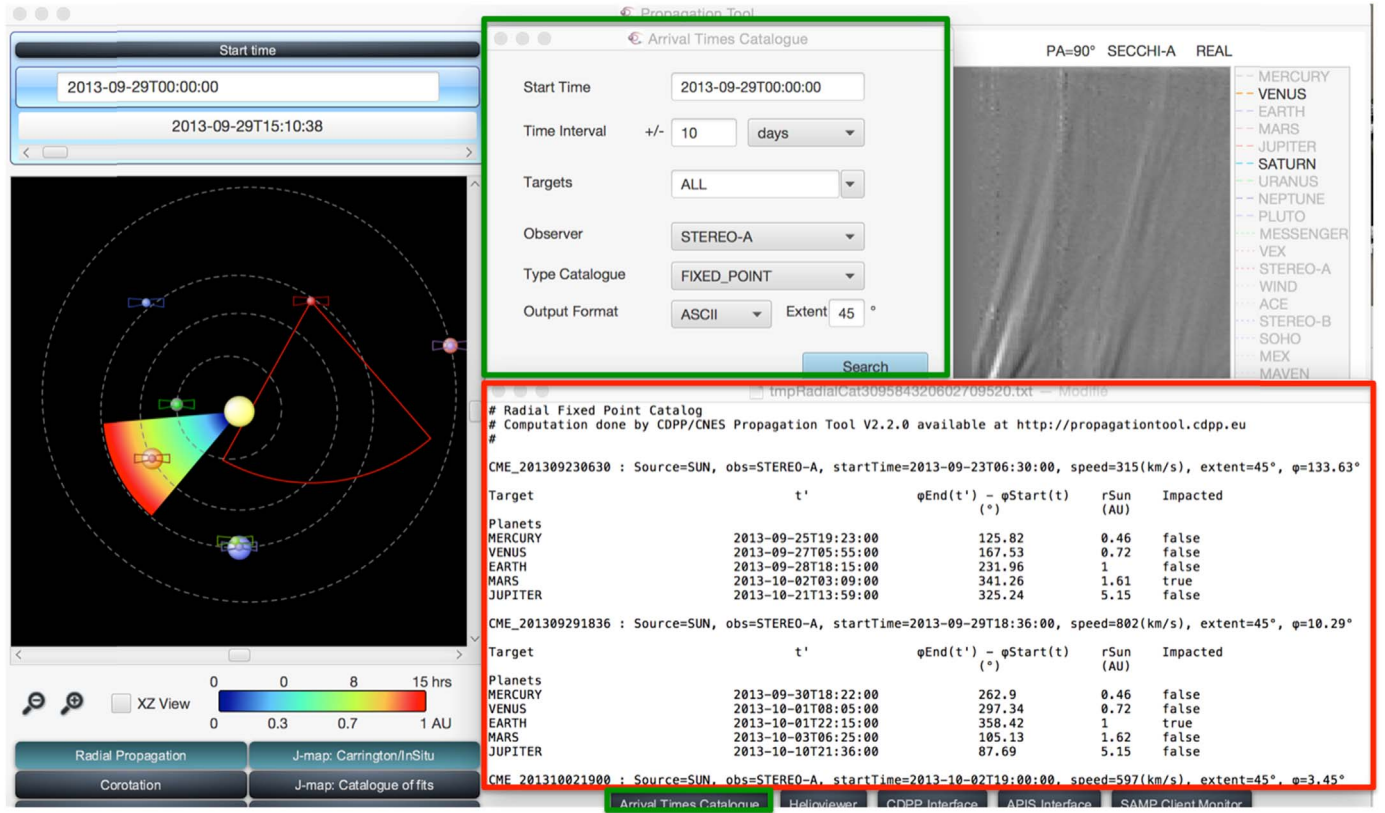 Propagation Tool
Start time
2013-09-29T00:00:00
2013-09-29T15:10:38
XZ View
0 0 8 15 hrs
0 0.3 0.7 1 AU
Radial Propagation J-map: Carrington/InSitu
Corotation J-map: Catalogue of fits
Arrival Times Catalogue
Start Time 2013-09-29T00:00:00
Time Interval +/- 10 days
Targets ALL
Observer STEREO-A
Type Catalogue FIXED_POINT
Output Format ASCII Extent 45 °
Search
PA=90° SECCHI-A REAL
MERCURY
VENUS
EARTH
MARS
JUPITER
SATURN
URANUS
NEPTUNE
PLUTO
MESSENGER
VEX
STEREO-A
WIND
ACE
STEREO-B
SOHO
MEX
MAVEN
tmpRadialCat309584320602709520.txt — Modifié
# Radial Fixed Point Catalog
# Computation done by CDPP/CNES Propagation Tool V2.2.0 available at http://propagationtool.cdpp.eu
#
CME_201309230630 : Source=SUN, obs=STEREO-A, startTime=2013-09-23T06:30:00, speed=315(km/s), extent=45°, φ=133.63°
Target t' φEnd(t') – φStart(t) rSun Impacted
(°) (AU)
Planets
MERCURY 2013-09-25T19:23:00 125.82 0.46 false
VENUS 2013-09-27T05:55:00 167.53 0.72 false
EARTH 2013-09-28T18:15:00 231.96 1 false
MARS 2013-10-02T03:09:00 341.26 1.61 true
JUPITER 2013-10-21T13:59:00 325.24 5.15 false
CME_201309291836 : Source=SUN, obs=STEREO-A, startTime=2013-09-29T18:36:00, speed=802(km/s), extent=45°, φ=10.29°
Target t' φEnd(t') – φStart(t) rSun Impacted
(°) (AU)
Planets
MERCURY 2013-09-30T18:22:00 262.9 0.46 false
VENUS 2013-10-01T08:05:00 297.34 0.72 false
EARTH 2013-10-01T22:15:00 358.42 1 true
MARS 2013-10-03T06:25:00 105.13 1.62 false
JUPITER 2013-10-10T21:36:00 87.69 5.15 false
CME_201310021900 : Source=SUN, obs=STEREO-A, startTime=2013-10-02T19:00:00, speed=597(km/s), extent=45°, φ=3.45°
Arrival Times Catalogue Helioviewer CDPP Interface APIS Interface SAMP Client Monitor